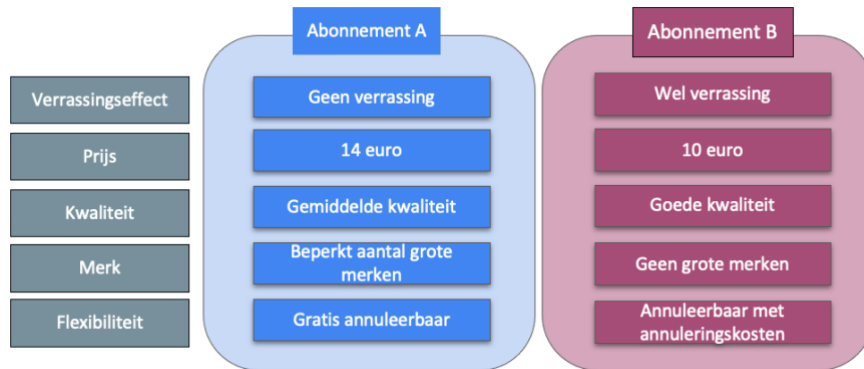 Abonnement A
Abonnement B
Verrassingseffect
Geen verrassing
Wel verrassing
Prijs
14 euro
10 euro
Kwaliteit
Gemiddelde kwaliteit
Goede kwaliteit
Merk
Beperkt aantal grote
merken
Geen grote merken
Flexibiliteit
Gratis annuleerbaar
Annuleerbaar met
annuleringskosten